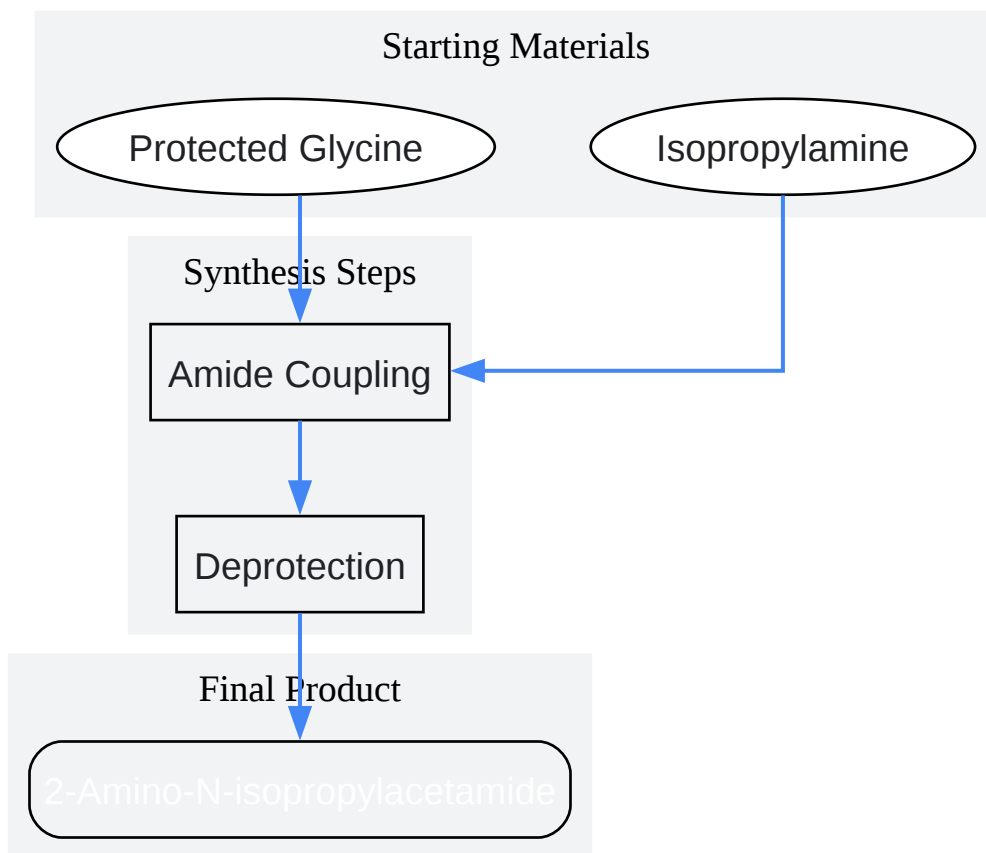 Starting Materials
Protected Glycine
Isopropylamine
Synthesis Steps
Amide Coupling
Deprotection
Final Product
2-Amino-N-isopropylacetamide